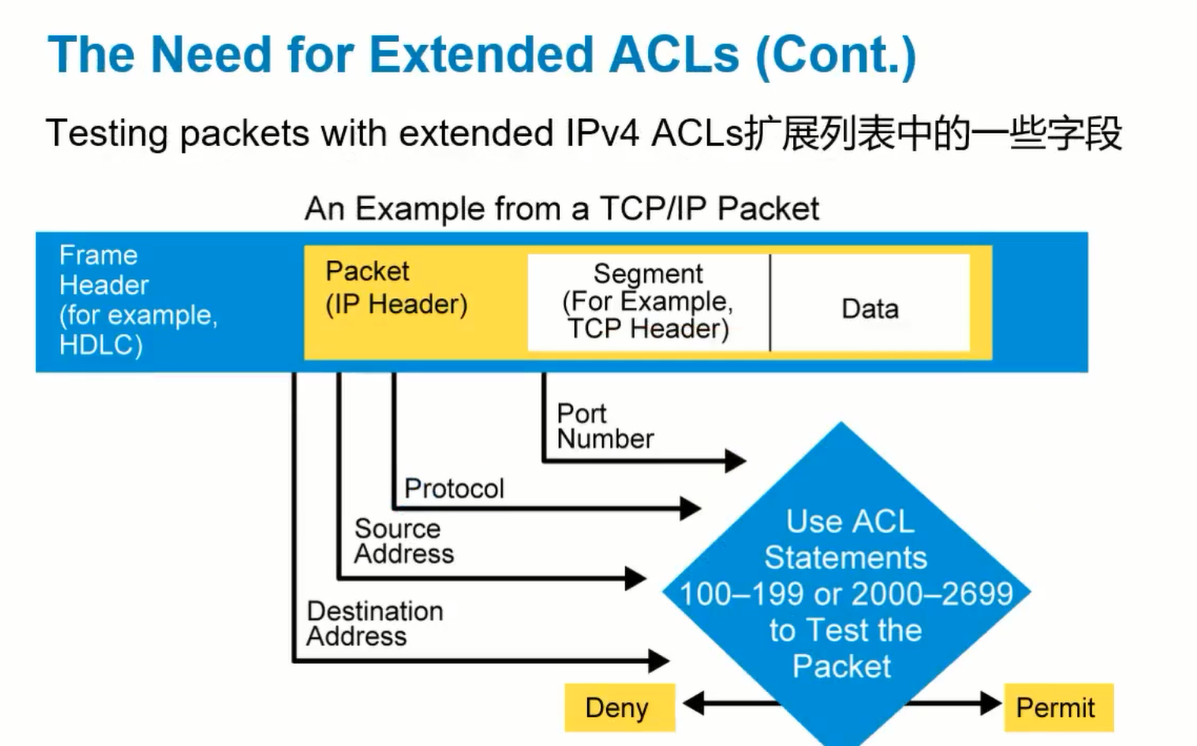 The Need for Extended ACLs (Cont.)
Testing packets with extended IPv4 ACLs扩展列表中的一些字段
An Example from a TCP/IP Packet
Frame
Header
(for example,
HDLC)
Packet
(IP Header)
Segment
(For Example,
TCP Header)
Data
Port
Number
Protocol
Source
Address
Destination
Address
Use ACL
Statements
100–199 or 2000–2699
to Test the
Packet
Deny
Permit